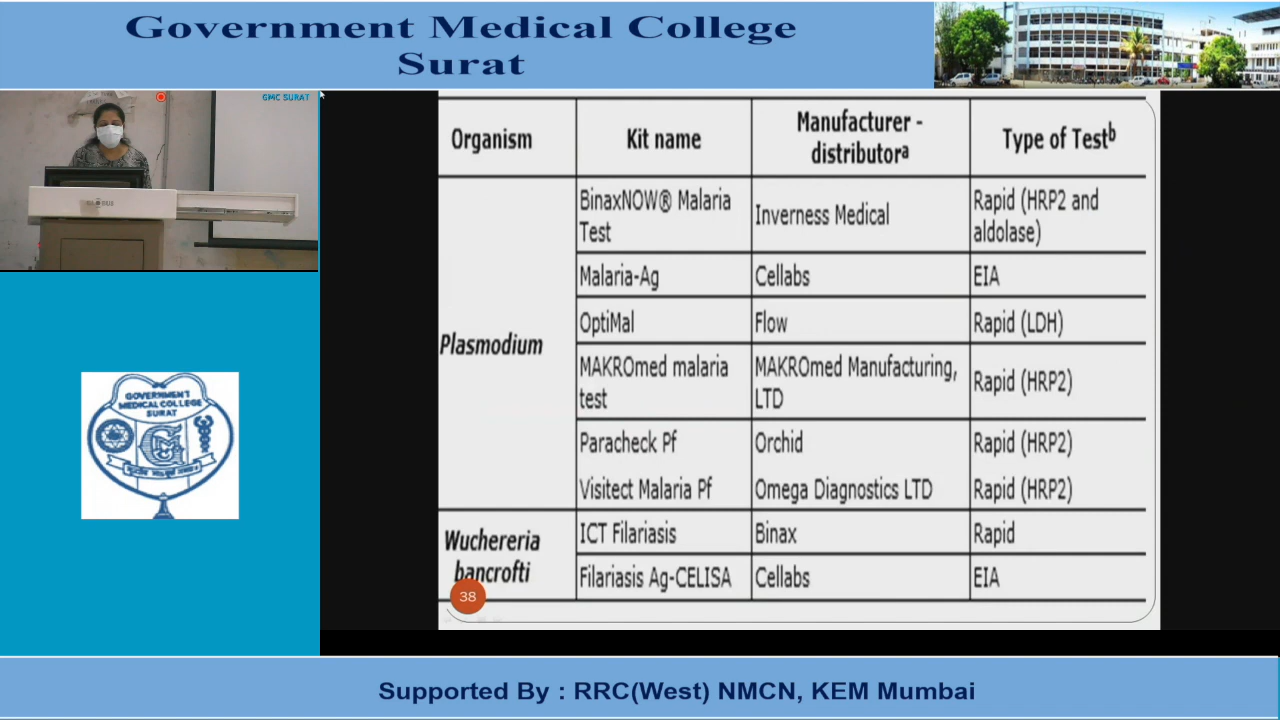 Government Medical College
Surat
GMC SURAT
GLOBUS
GOVERNMENT
MEDICAL COLLEGE
SURAT
Organism
Kit name
Manufacturer -
distributora
Type of Testb
Plasmodium
BinaxNOW® Malaria
Test
Inverness Medical
Rapid (HRP2 and
aldolase)
Malaria-Ag
Cellabs
EIA
OptiMal
Flow
Rapid (LDH)
MAKROmed malaria
test
MAKROmed Manufacturing,
LTD
Rapid (HRP2)
Paracheck Pf
Orchid
Rapid (HRP2)
Visitect Malaria Pf
Omega Diagnostics LTD
Rapid (HRP2)
Wuchereria
bancrofti
ICT Filariasis
Binax
Rapid
Filariasis Ag-CELISA
Cellabs
EIA
38
Supported By : RRC(West) NMCN, KEM Mumbai